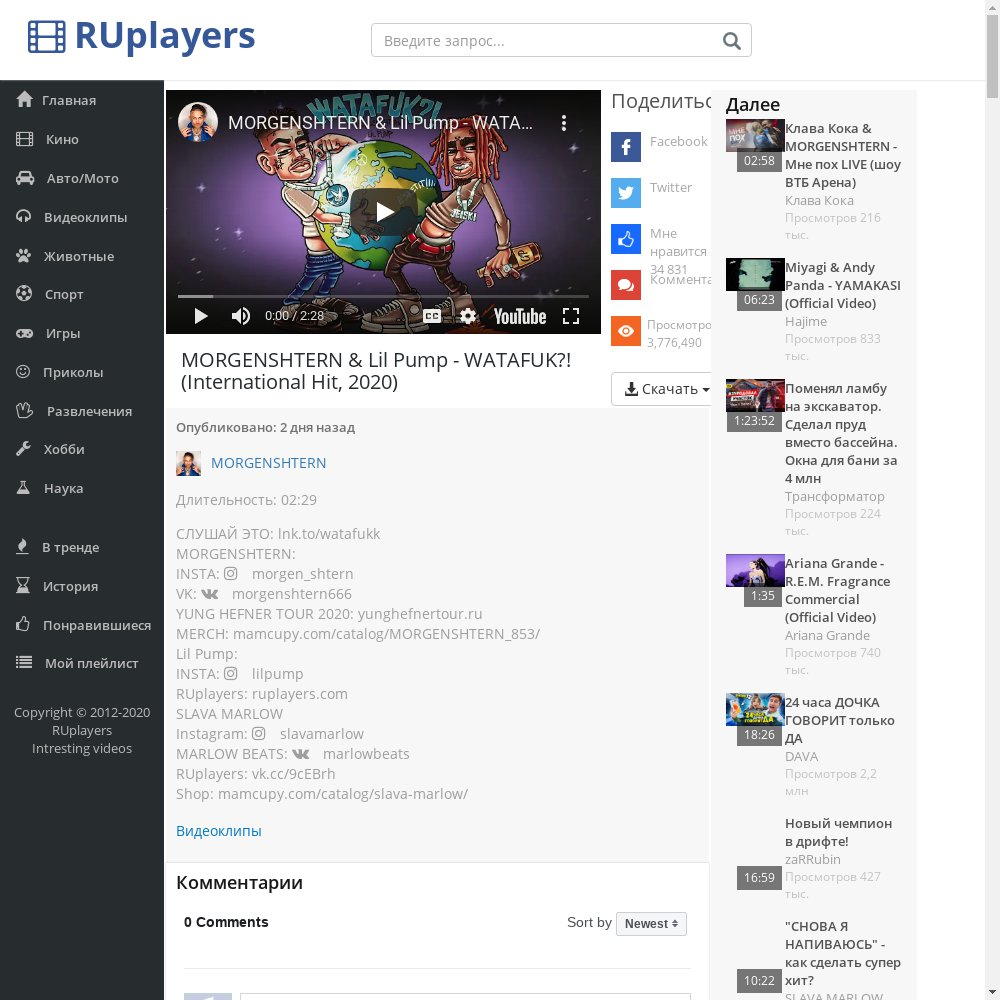 RUplayers
Введите запрос...
Главная
Кино
Авто/Мото
Видеоклипы
Животные
Спорт
Игры
Приколы
Развлечения
Хобби
Наука
В тренде
История
Понравившиеся
Мой плейлист
Copyright © 2012-2020
RUplayers
Intresting videos
WATAFUK?!
LIL PUMP
MORGENSHTERN & Lil Pump - WATA...
0:00 / 2:28
CC
YouTube
MORGENSHTERN & Lil Pump - WATAFUK?!
(International Hit, 2020)
Опубликовано: 2 дня назад
MORGENSHTERN
Длительность: 02:29
СЛУШАЙ ЭТО: lnk.to/watafukk
MORGENSHTERN:
INSTA: morgen_shtern
VK: morgenshtern666
YUNG HEFNER TOUR 2020: yunghefnertour.ru
MERCH: mamcupy.com/catalog/MORGENSHTERN_853/
Lil Pump:
INSTA: lilpump
RUplayers: ruplayers.com
SLAVA MARLOW
Instagram: slavamarlow
MARLOW BEATS: marlowbeats
RUplayers: vk.cc/9cEBrh
Shop: mamcupy.com/catalog/slava-marlow/
Видеоклипы
Комментарии
0 Comments
Sort by Newest
Поделитьс
Facebook
Twitter
Мне
нравится
34 831
Коммента
Просмотро
3,776,490
Скачать
Далее
Клава Кока &
MORGENSHTERN -
Мне пох LIVE (шоу
ВТБ Арена)
Клава Кока
Просмотров 216
тыс.
02:58
Miyagi & Andy
Panda - YAMAKASI
(Official Video)
Hajime
Просмотров 833
тыс.
06:23
Поменял ламбу
на экскаватор.
Сделал пруд
вместо бассейна.
Окна для бани за
4 млн
Трансформатор
Просмотров 224
тыс.
1:23:52
Ariana Grande -
R.E.M. Fragrance
Commercial
(Official Video)
Ariana Grande
Просмотров 740
тыс.
1:35
24 часа ДОЧКА
ГОВОРИТ только
ДА
DAVA
Просмотров 2,2
млн
18:26
Новый чемпион
в дрифте!
zaRRubin
Просмотров 427
тыс.
16:59
"СНОВА Я
НАПИВАЮСЬ" -
как сделать супер
хит?
SLAVA MARLOW
10:22